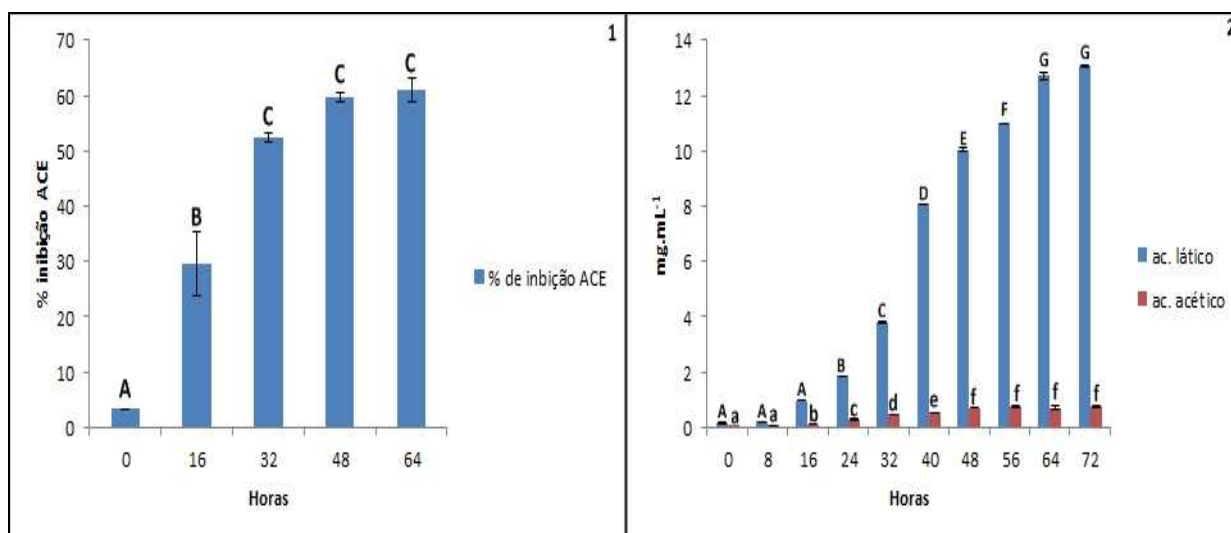 1
70
60
50
40
30
20
10
0
% inibição ACE
A
B
C
C
C
0 16 32 48 64
Horas
% de inbição ACE
2
14
12
10
8
6
4
2
0
mg.mL⁻¹
A a A a A b B c C d D e E f F f G f G f
0 8 16 24 32 40 48 56 64 72
Horas
ac. lático
ac. acético